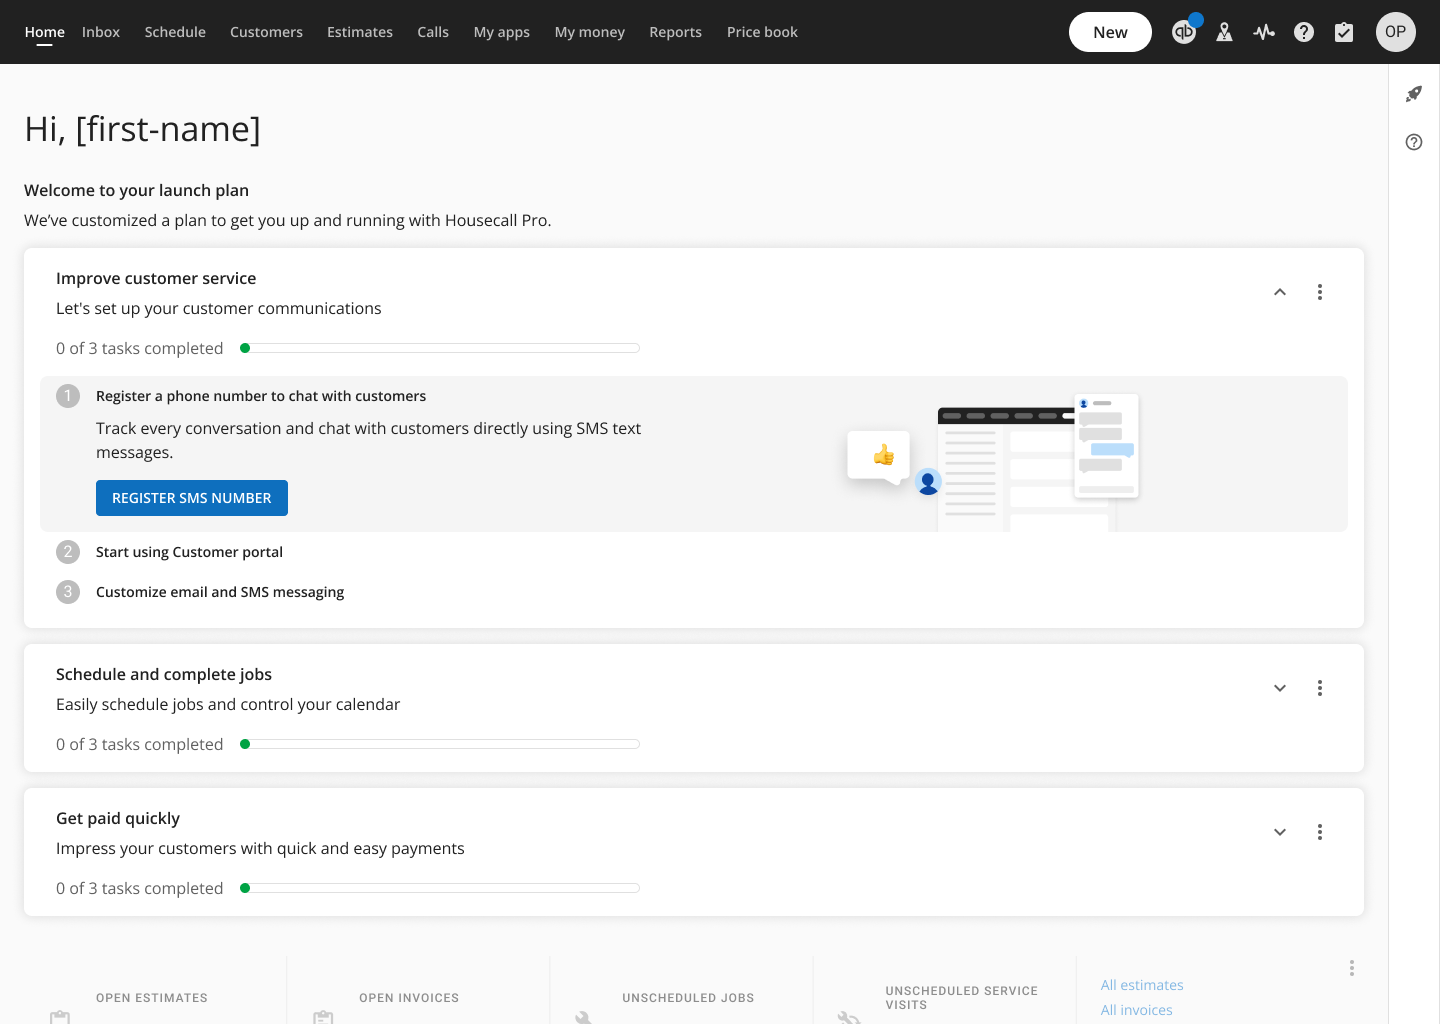 Home Inbox Schedule Customers Estimates Calls My apps My money Reports Price book New qb OP
Hi, [first-name]
Welcome to your launch plan
We’ve customized a plan to get you up and running with Housecall Pro.
Improve customer service
Let's set up your customer communications
0 of 3 tasks completed
1 Register a phone number to chat with customers
Track every conversation and chat with customers directly using SMS text
messages.
REGISTER SMS NUMBER
2 Start using Customer portal
3 Customize email and SMS messaging
Schedule and complete jobs
Easily schedule jobs and control your calendar
0 of 3 tasks completed
Get paid quickly
Impress your customers with quick and easy payments
0 of 3 tasks completed
OPEN ESTIMATES
OPEN INVOICES
UNSCHEDULED JOBS
UNSCHEDULED SERVICE
VISITS
All estimates
All invoices